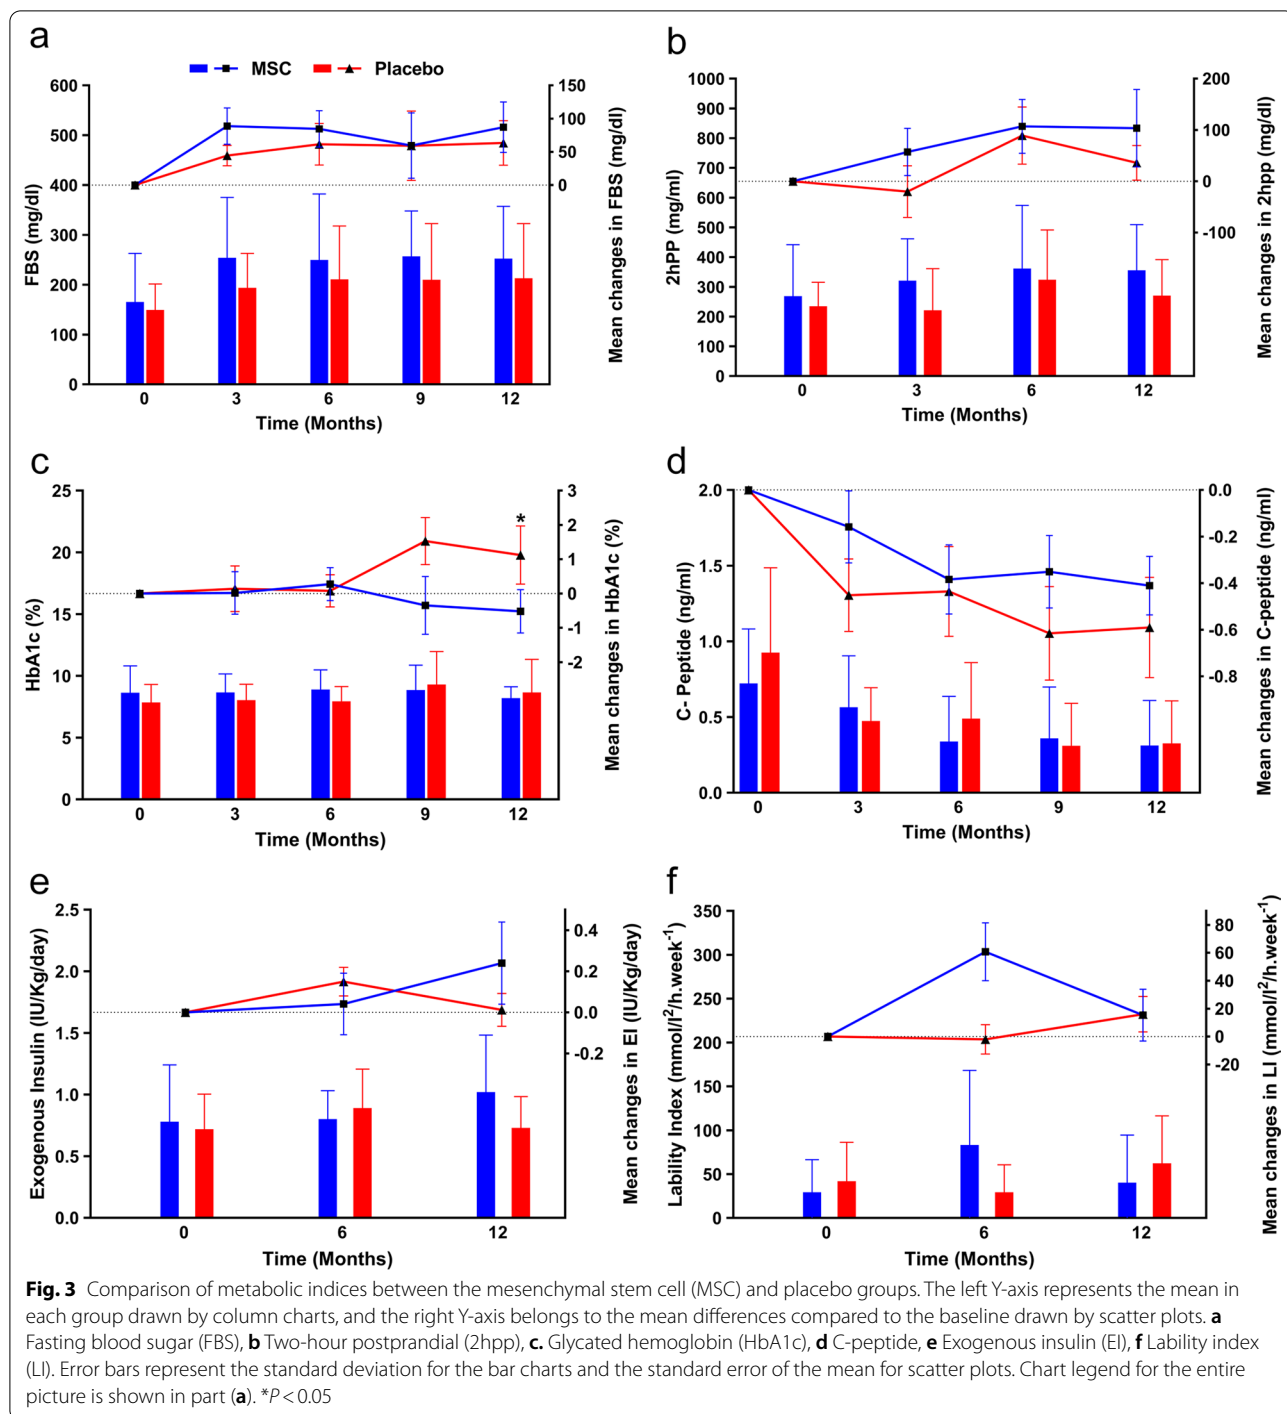 a
MSC Placebo
600
500
400
300
200
100
0
FBS (mg/dl)
150
100
50
0
Mean changes in FBS (mg/dl)
0 3 6 9 12
Time (Months)
b
1000
900
800
700
600
500
400
300
200
100
0
2hPP (mg/ml)
200
100
0
-100
Mean changes in 2hpp (mg/dl)
0 3 6 12
Time (Months)
c
25
20
15
10
5
0
HbA1c (%)
*
3
2
1
0
-1
-2
Mean changes in HbA1c (%)
0 3 6 9 12
Time (Months)
d
2.0
1.5
1.0
0.5
0.0
C- Peptide (ng/ml)
0.0
-0.2
-0.4
-0.6
-0.8
Mean changes in C-peptide (ng/ml)
0 3 6 9 12
Time (Months)
e
2.5
2.0
1.5
1.0
0.5
0.0
Exogenous Insulin (IU/Kg/day)
0.4
0.2
0.0
-0.2
Mean changes in EI (IU/Kg/day)
0 6 12
Time (Months)
f
350
300
250
200
150
100
50
0
Lability Index (mmol/l²/h.week⁻¹)
80
60
40
20
0
-20
Mean changes in LI (mmol/l²/h.week⁻¹)
0 6 12
Time (Months)
Fig. 3 Comparison of metabolic indices between the mesenchymal stem cell (MSC) and placebo groups. The left Y-axis represents the mean in
each group drawn by column charts, and the right Y-axis belongs to the mean differences compared to the baseline drawn by scatter plots. a
Fasting blood sugar (FBS), b Two-hour postprandial (2hpp), c. Glycated hemoglobin (HbA1c), d C-peptide, e Exogenous insulin (EI), f Lability index
(LI). Error bars represent the standard deviation for the bar charts and the standard error of the mean for scatter plots. Chart legend for the entire
picture is shown in part (a). *P < 0.05